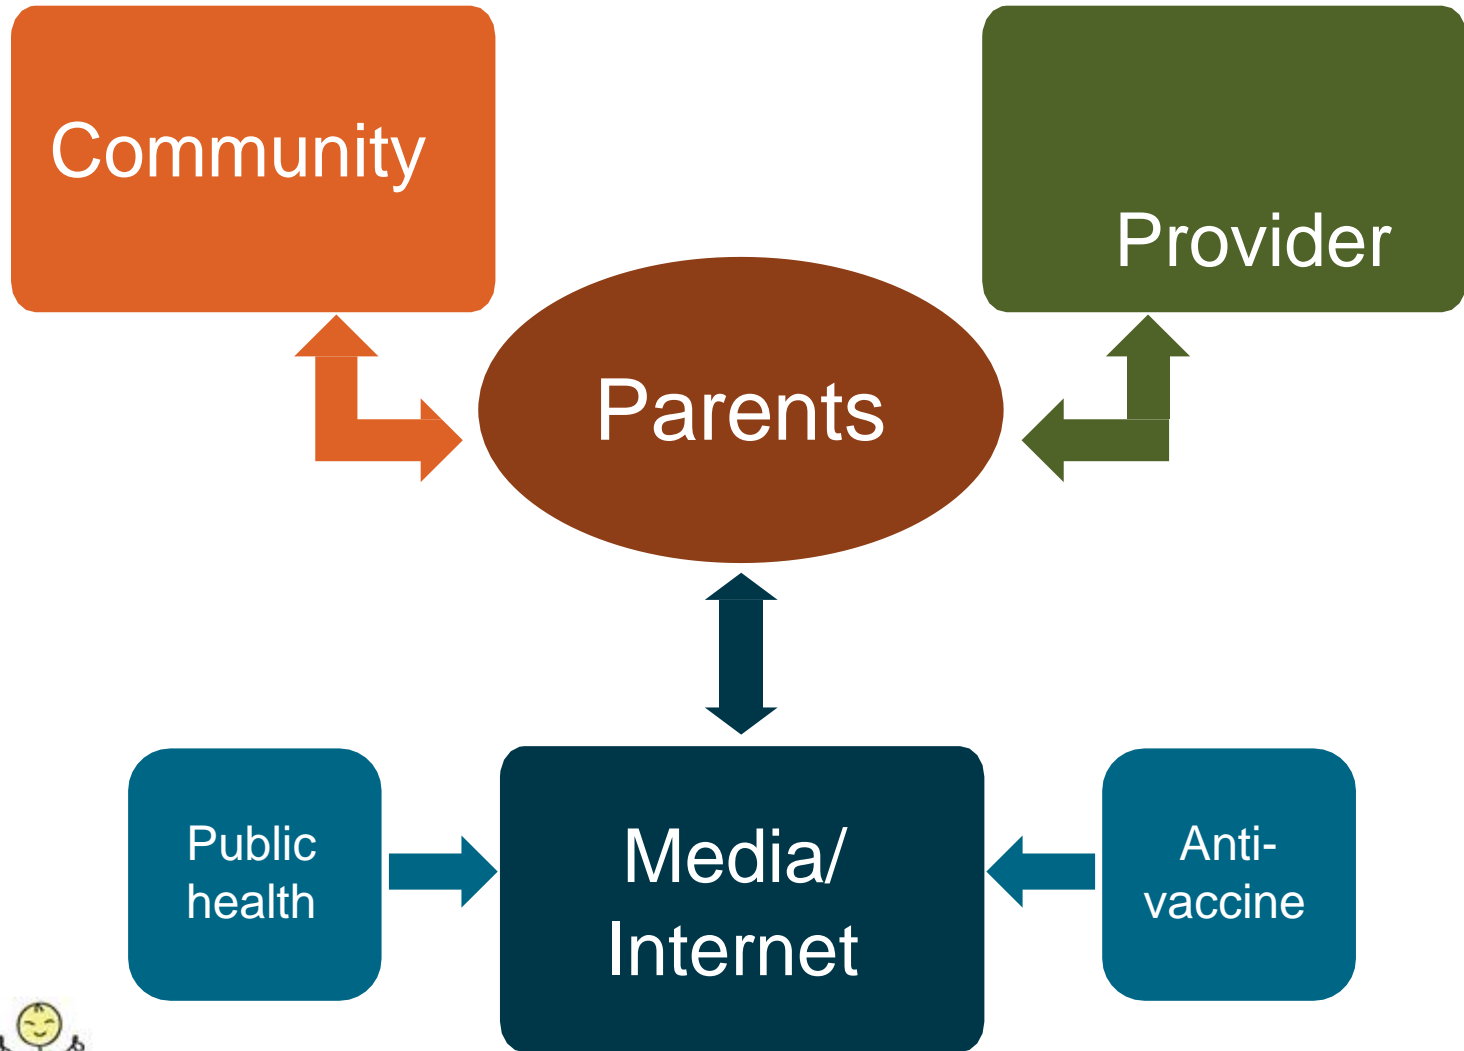 Community
Provider
Parents
Public
health
Media/
Internet
Anti-
vaccine